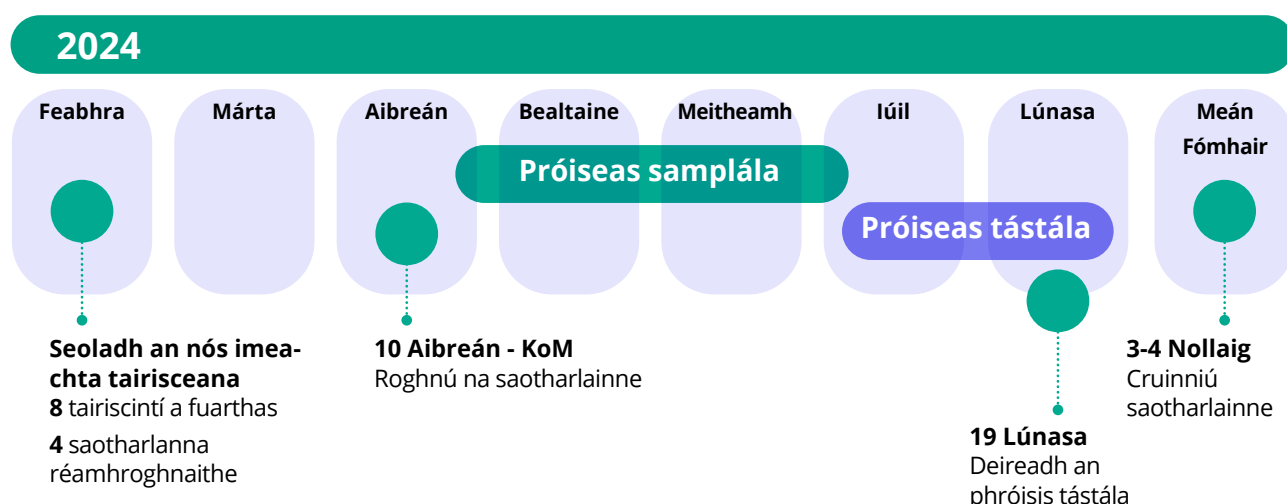 2024
Feabhra
Márta
Aibreán
Bealtaine
Meitheamh
Iúil
Lúnasa
Meán
Fómhair
Próiseas samplála
Próiseas tástála
Seoladh an nós imea-
chta tairisceana
8 tairiscintí a fuarthas
4 saotharlanna
réamhroghnaithe
10 Aibreán - KoM
Roghnú na saotharlainne
19 Lúnasa
Deireadh an
phróisis tástála
3-4 Nollaig
Cruinniú
saotharlainne